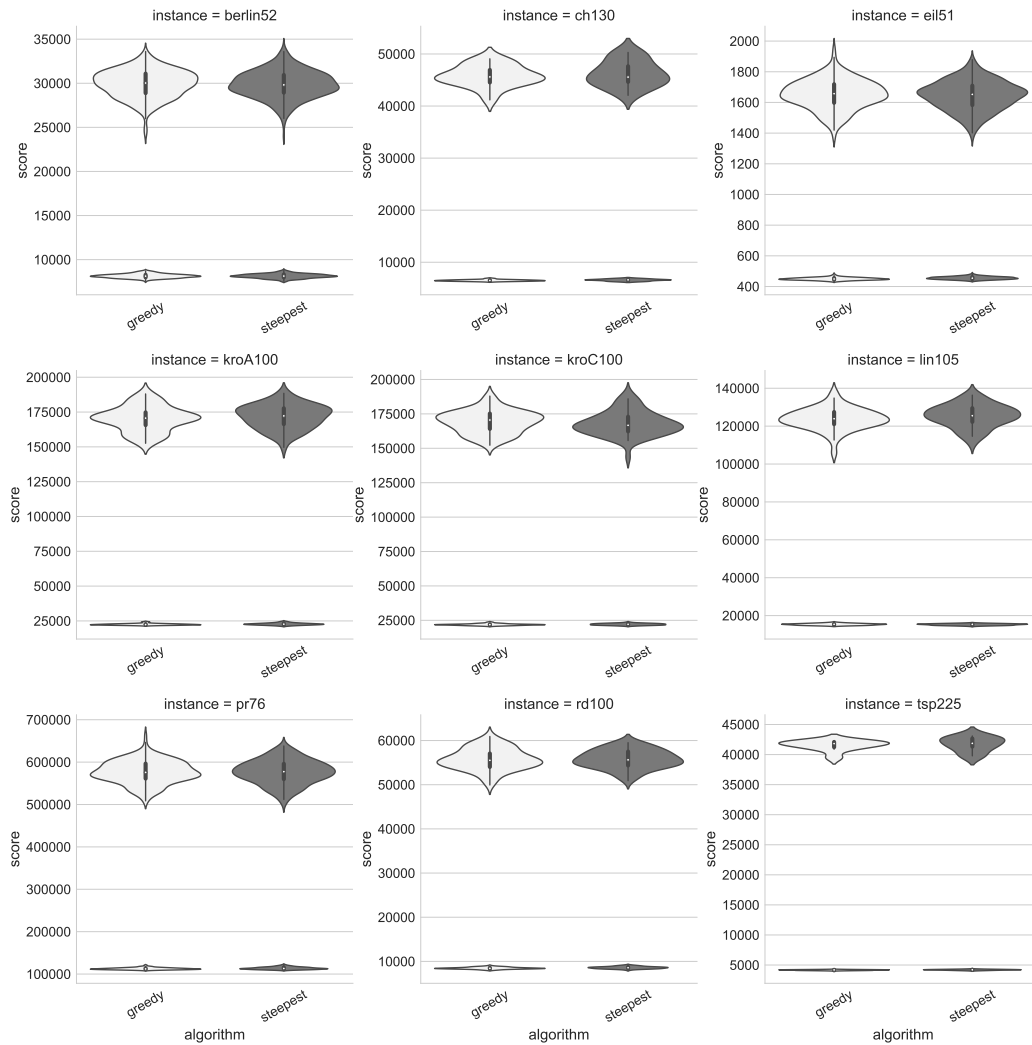 instance = berlin52
35000
30000
25000
20000
15000
10000
score
greedy
steepest
instance = ch130
50000
40000
30000
20000
10000
score
greedy
steepest
instance = eil51
2000
1800
1600
1400
1200
1000
800
600
400
score
greedy
steepest
instance = kroA100
200000
175000
150000
125000
100000
75000
50000
25000
score
greedy
steepest
instance = kroC100
200000
175000
150000
125000
100000
75000
50000
25000
score
greedy
steepest
instance = lin105
140000
120000
100000
80000
60000
40000
20000
score
greedy
steepest
instance = pr76
700000
600000
500000
400000
300000
200000
100000
score
greedy
steepest
algorithm
instance = rd100
60000
50000
40000
30000
20000
10000
score
greedy
steepest
algorithm
instance = tsp225
45000
40000
35000
30000
25000
20000
15000
10000
5000
score
greedy
steepest
algorithm